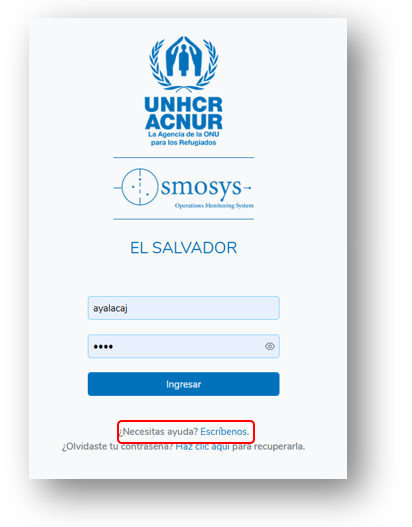 UNHCR
ACNUR
La Agencia de la ONU
para los Refugiados
Osmosys
Operations Monitoring System
EL SALVADOR
ayalacaj
••••
Ingresar
¿Necesitas ayuda? Escríbenos.
¿Olvidaste tu contraseña? Haz clic aquí para recuperarla.